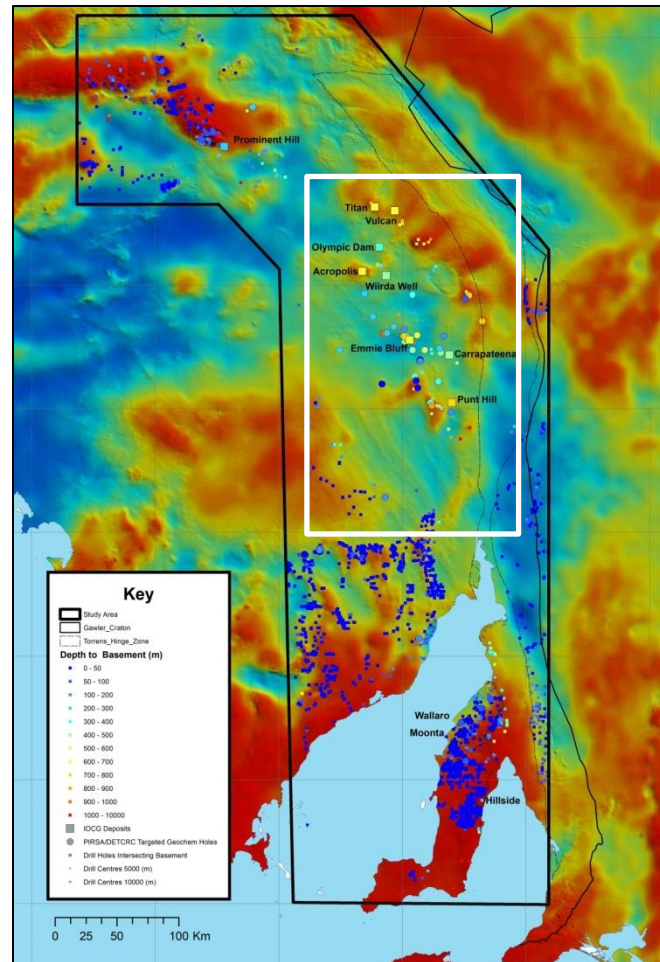 Prominent Hill
Titan
Vulcan
Olympic Dam
Acropolis
Wiirda Well
Emmie Bluff
Carrapateena
Punt Hill
Wallaro
Moonta
Hillside
Key
Study Area
Gawler_Craton
Torrens_Hinge_Zone
Depth to Basement (m)
0 - 50
50 - 100
100 - 200
200 - 300
300 - 400
400 - 500
500 - 600
600 - 700
700 - 800
800 - 900
900 - 1000
1000 - 10000
IOCG Deposits
PIRSA/DETCRC Targeted Geochem Holes
Drill Holes Intersecting Basement
Drill Centres 5000 (m)
Drill Centres 10000 (m)
0 25 50 100 Km